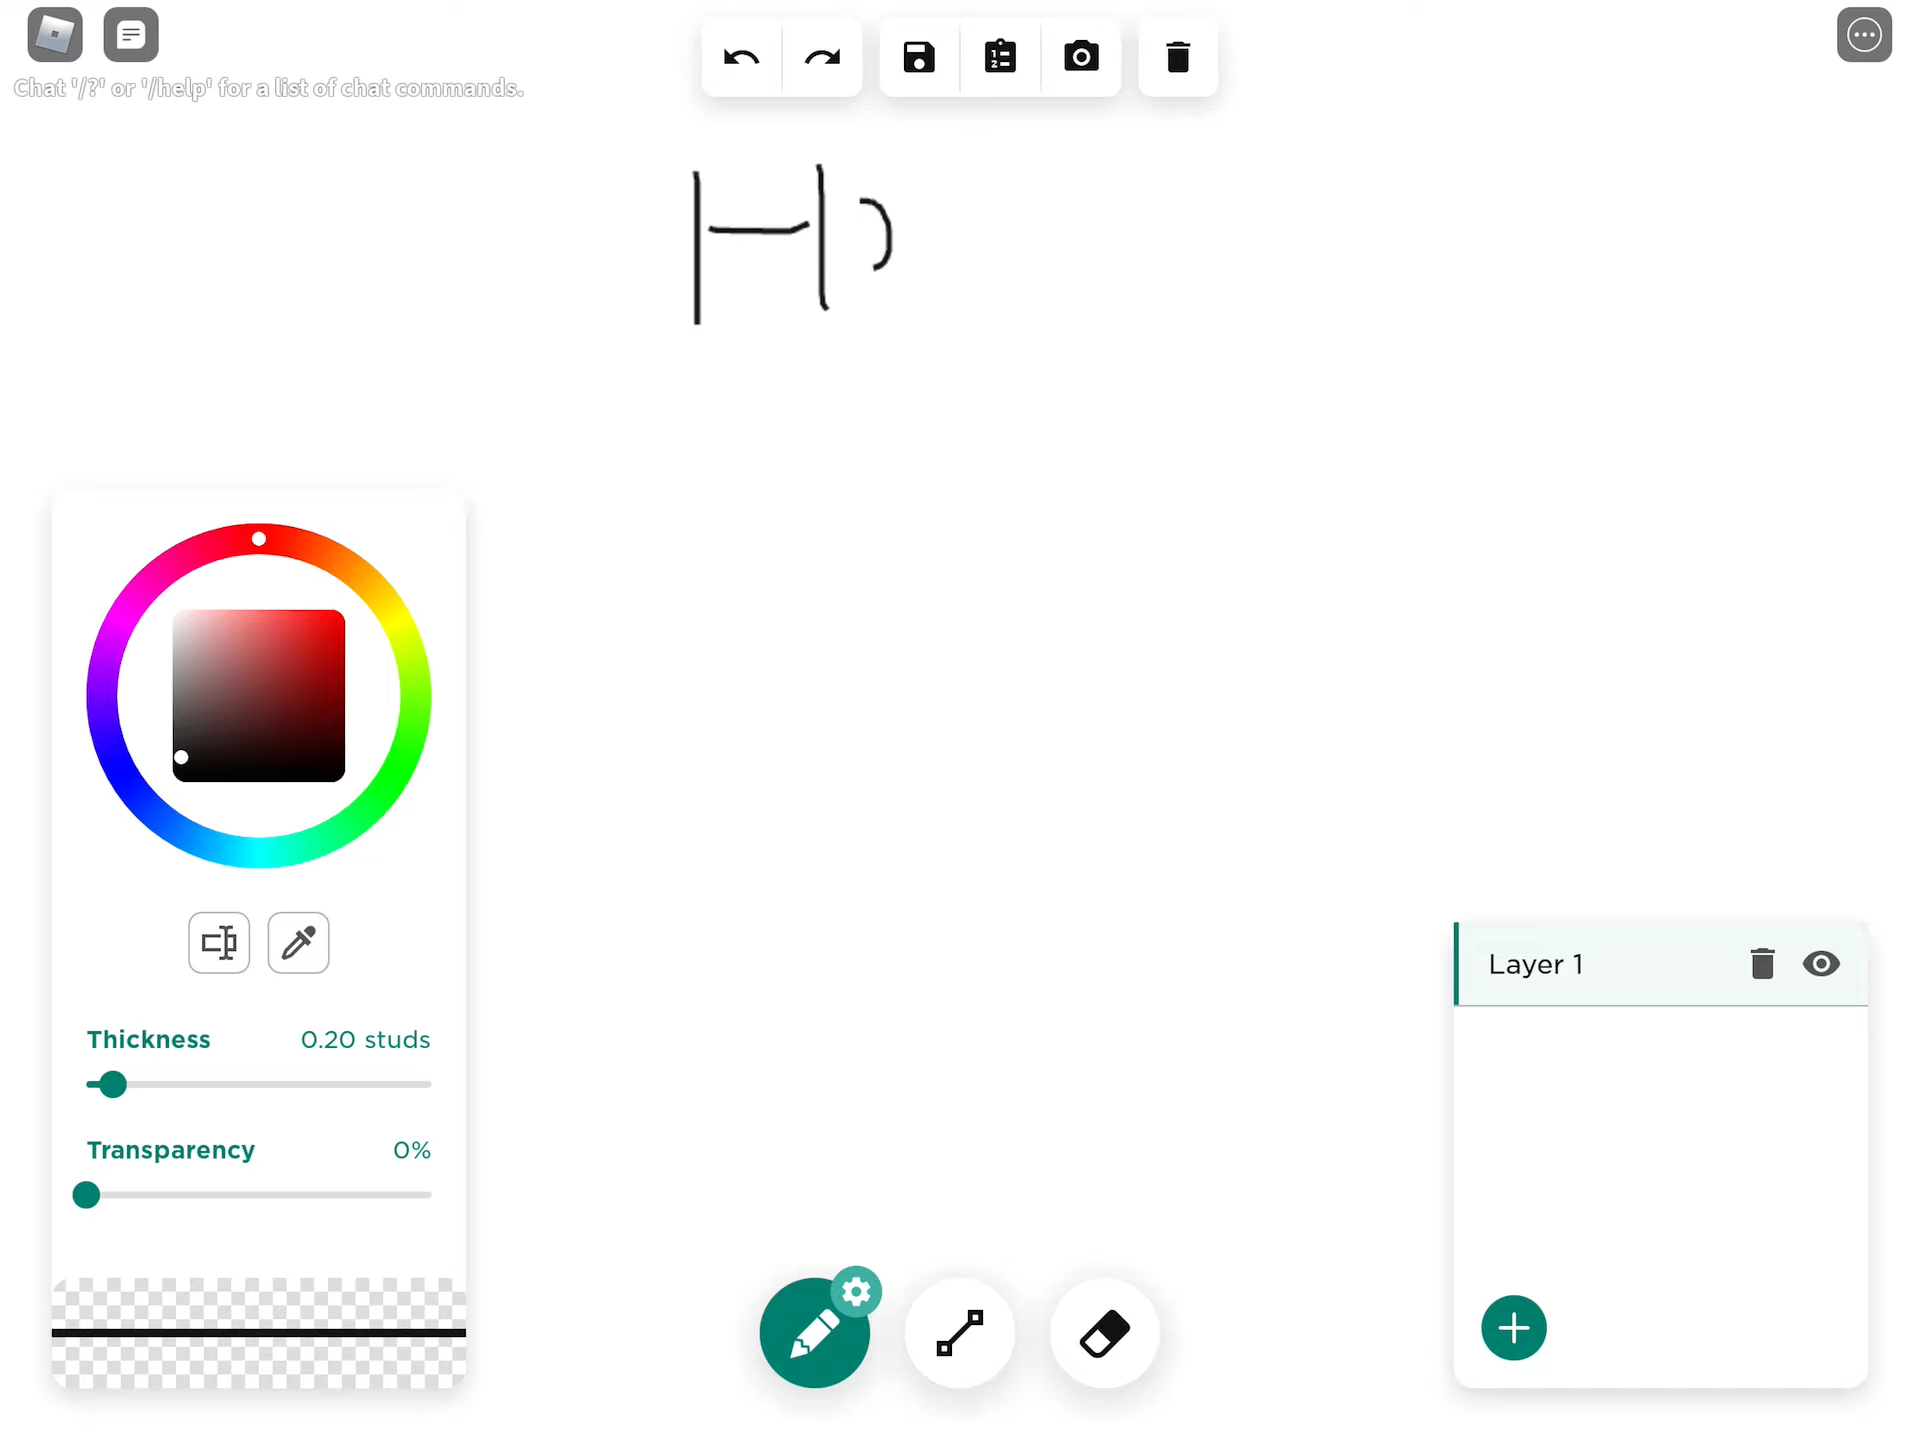 Chat '/?' or '/help' for a list of chat commands.
H
Thickness 0.20 studs
Transparency 0%
Layer 1